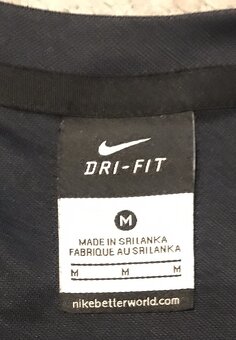 DRI-FIT
M
MADE IN SRI LANKA
FABRIQUE AU SRI LANKA
M M M
nikebetterworld.com